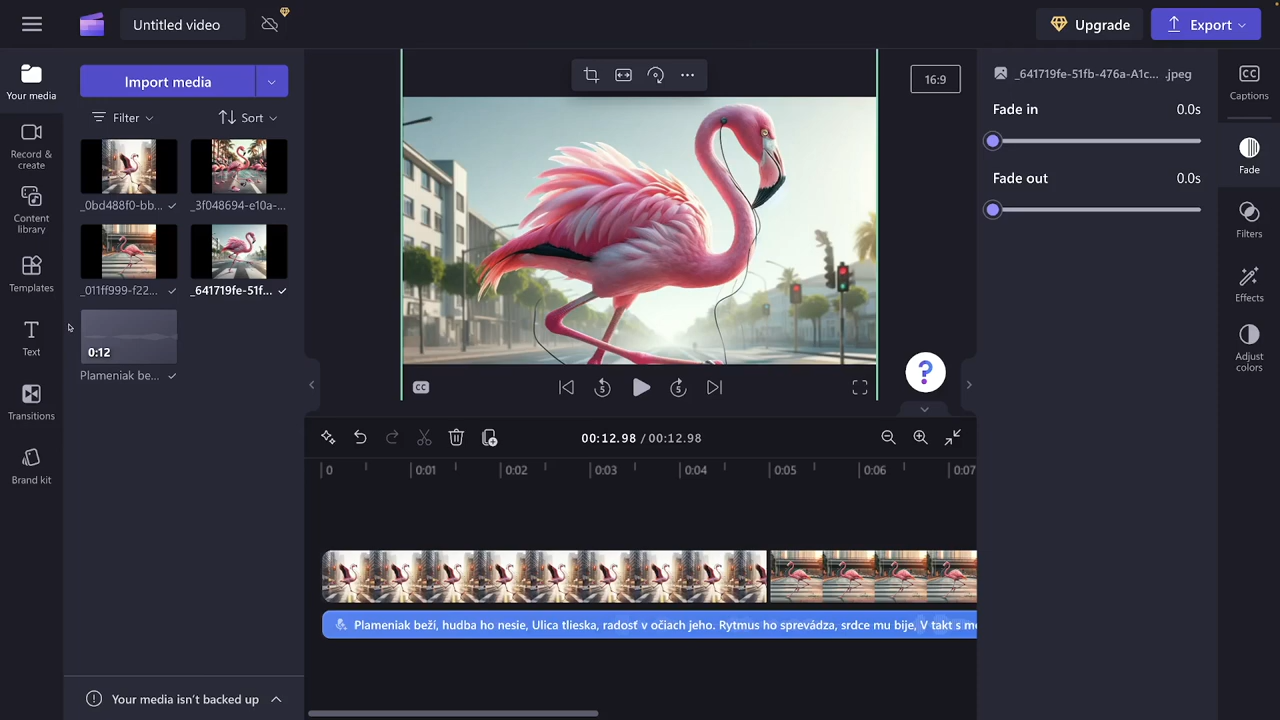 Untitled video
Upgrade
Export
Your media
Record & create
Content library
Templates
Text
Transitions
Brand kit
Import media
Filter
Sort
_0bd488f0-bb...
_3f048694-e10a-...
_011ff999-f22...
_641719fe-51f...
0:12
Plameniak be...
Your media isn't backed up
16:9
CC
5
5
?
00:12.98 / 00:12.98
0
0:01
0:02
0:03
0:04
0:05
0:06
0:07
Plameniak beží, hudba ho nesie, Ulica tlieska, radosť v očiach jeho. Rytmus ho sprevádza, srdce mu bije, V takt s m
_641719fe-51fb-476a-A1c... .jpeg
Fade in
0.0s
Fade out
0.0s
Captions
Fade
Filters
Effects
Adjust colors